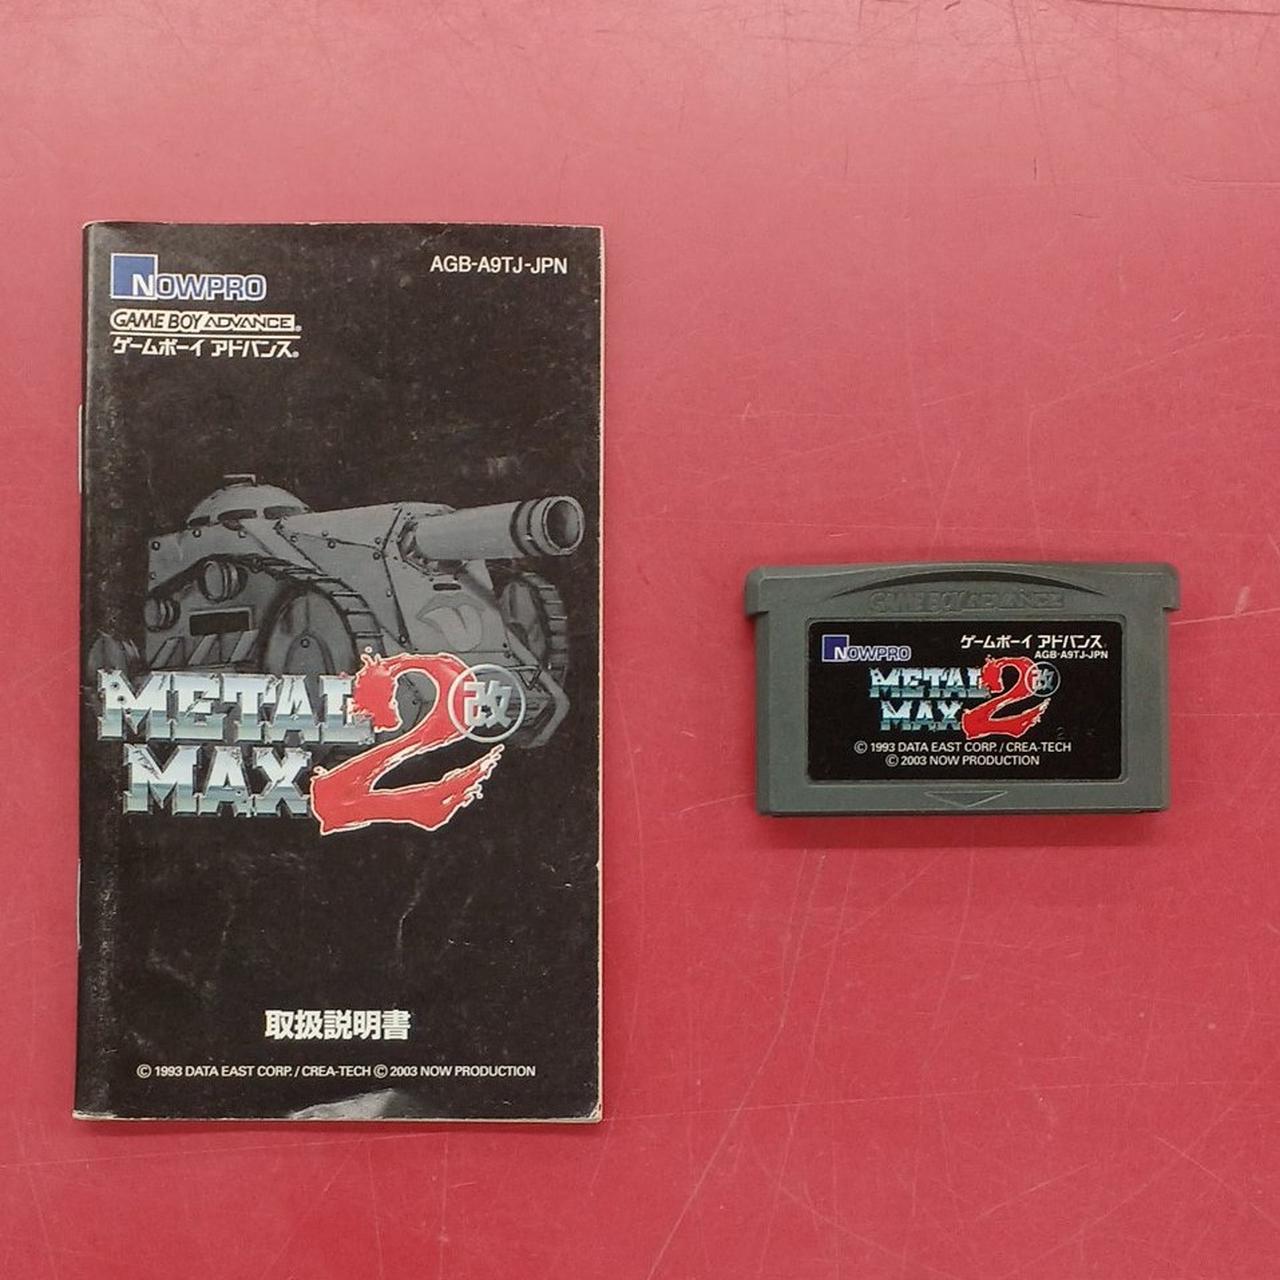 NOWPRO
AGB-A9TJ-JPN
GAME BOY ADVANCE®
ゲームボーイ アドバンス®
METAL
MAX 2 改
取扱説明書
© 1993 DATA EAST CORP. / CREA-TECH © 2003 NOW PRODUCTION
GAME BOY ADVANCE
NOWPRO
ゲームボーイ アドバンス
AGB-A9TJ-JPN
METAL
MAX 2 改
© 1993 DATA EAST CORP. / CREA-TECH
© 2003 NOW PRODUCTION